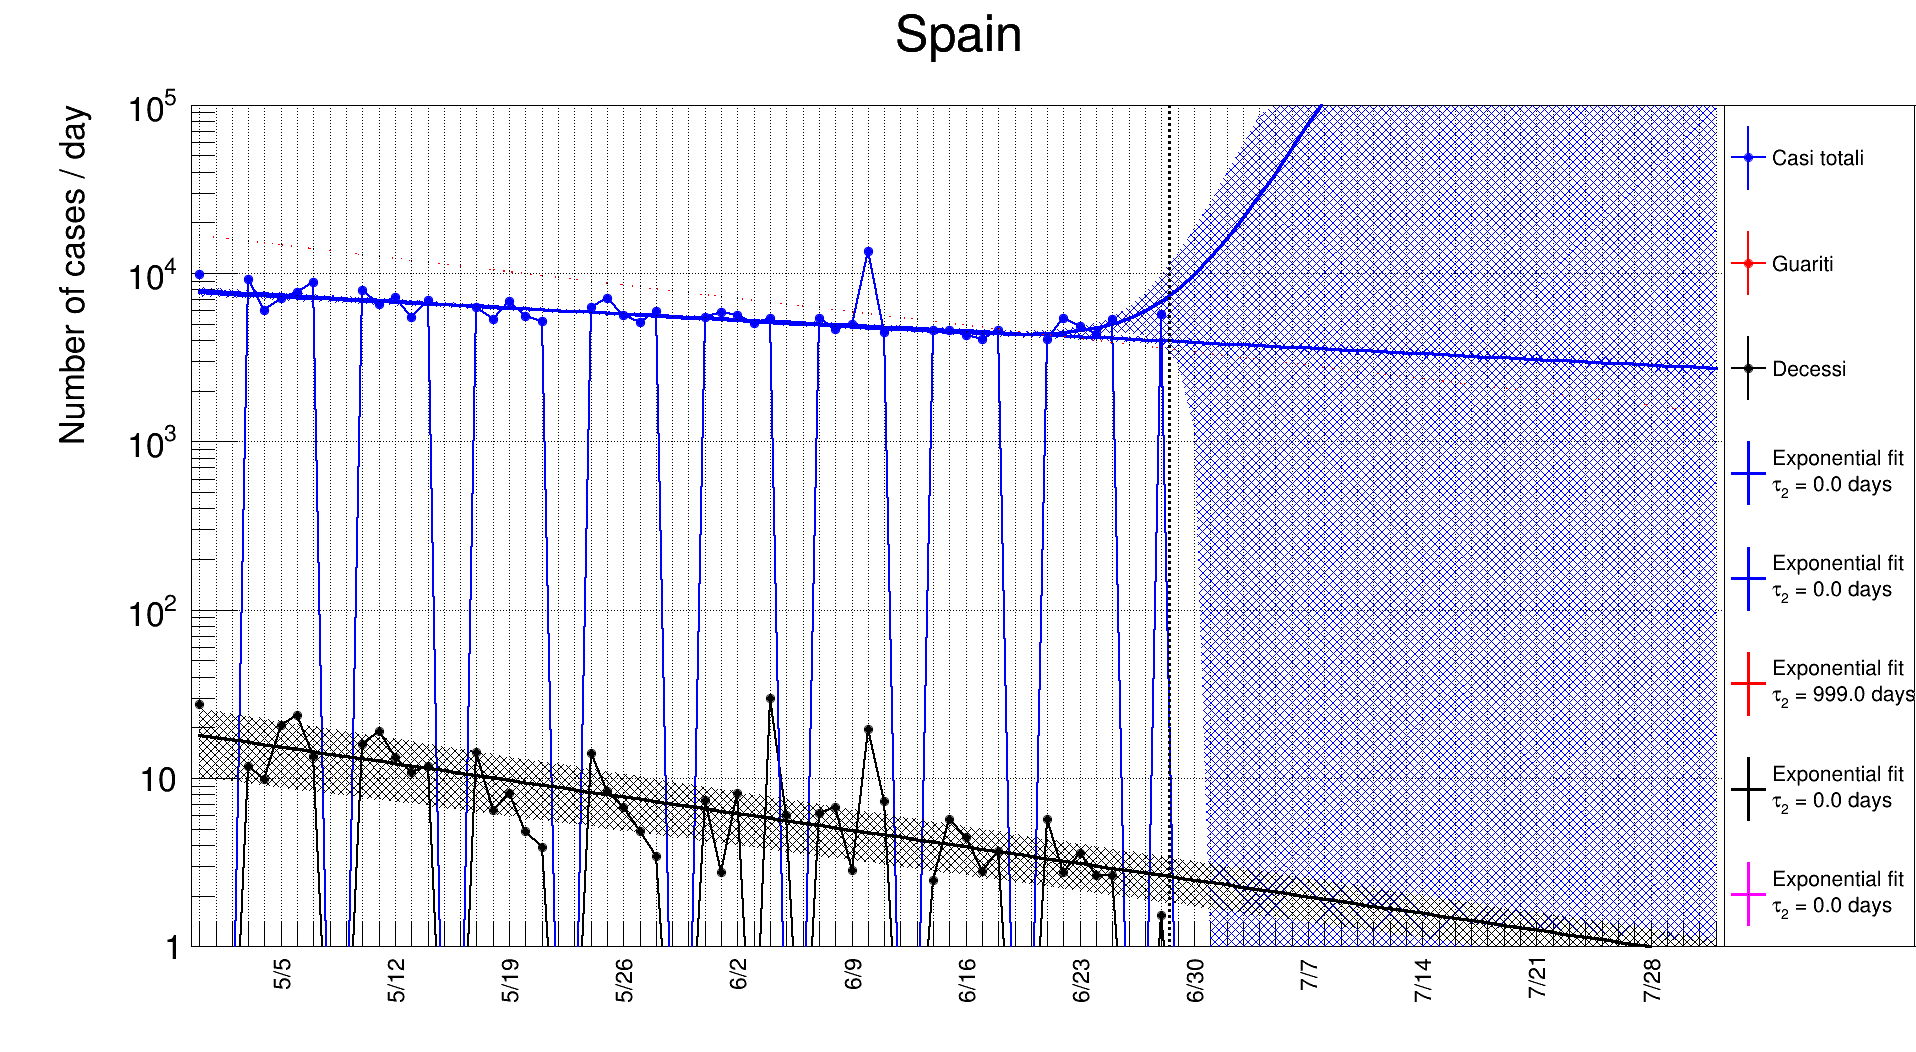 Spain
Number of cases / day
10^5
10^4
10^3
10^2
10
1
5/5
5/12
5/19
5/26
6/2
6/9
6/16
6/23
6/30
7/7
7/14
7/21
7/28
Casi totali
Guariti
Decessi
Exponential fit
τ₂ = 0.0 days
Exponential fit
τ₂ = 0.0 days
Exponential fit
τ₂ = 999.0 days
Exponential fit
τ₂ = 0.0 days
Exponential fit
τ₂ = 0.0 days